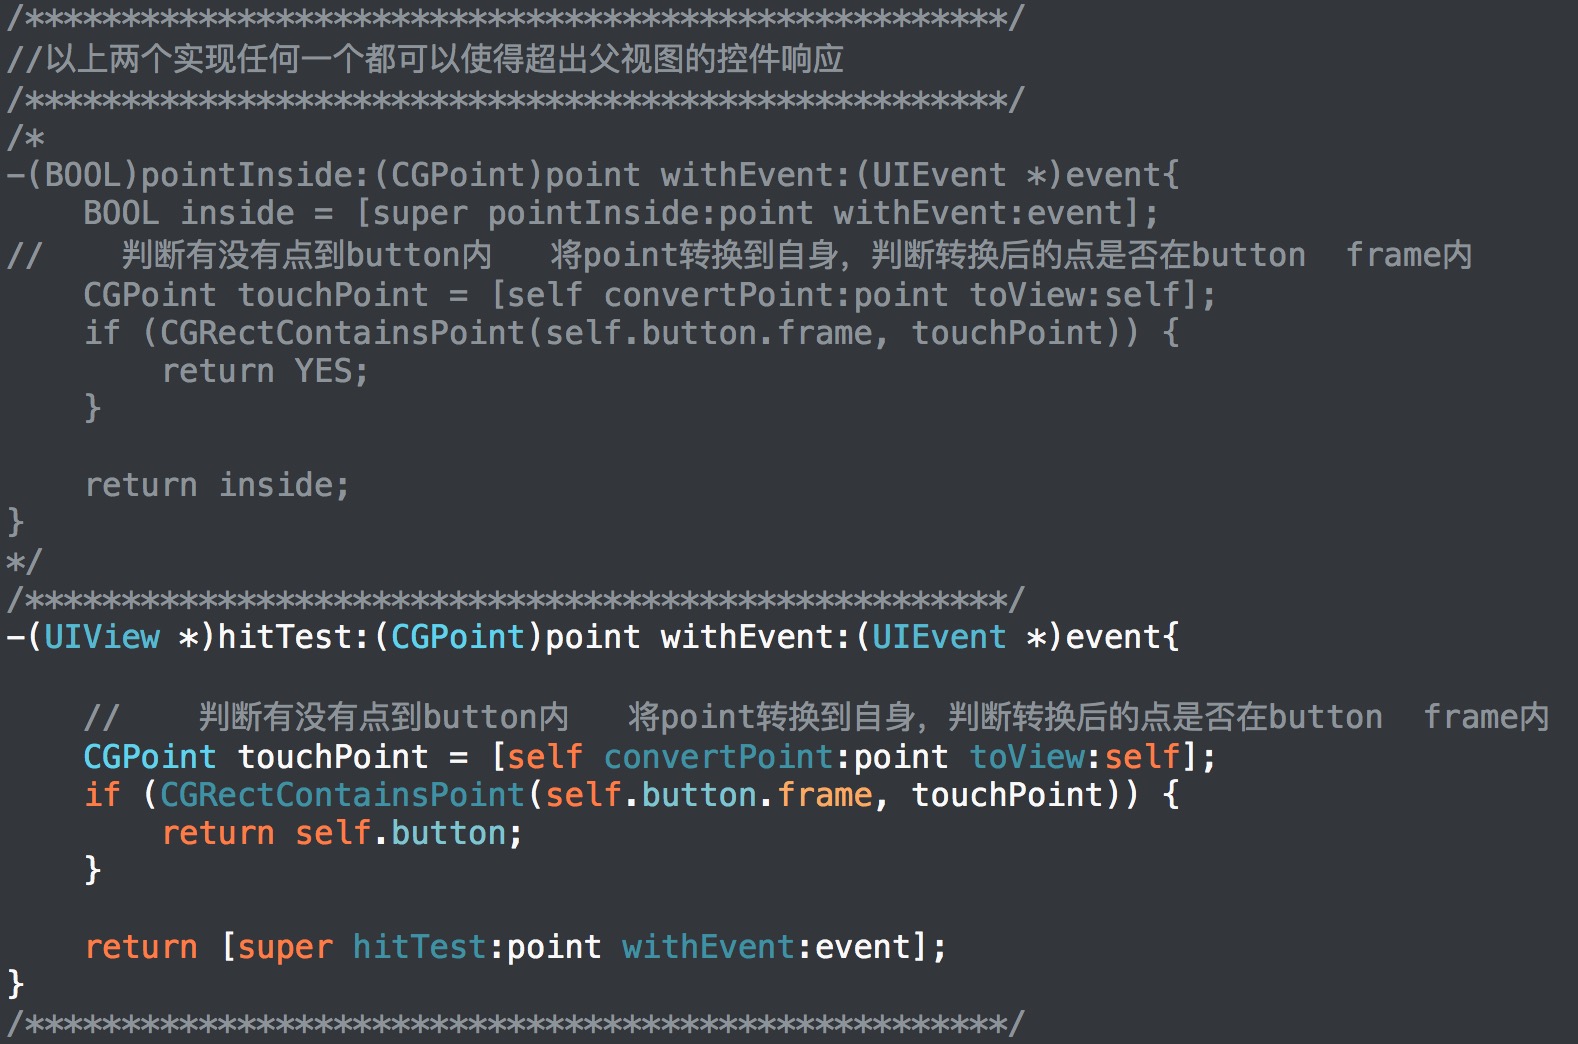 /***************************************************/
//以上两个实现任何一个都可以使得超出父视图的控件响应
/***************************************************/
/*
-(BOOL)pointInside:(CGPoint)point withEvent:(UIEvent *)event{
    BOOL inside = [super pointInside:point withEvent:event];
//    判断有没有点到button内   将point转换到自身，判断转换后的点是否在button  frame内
    CGPoint touchPoint = [self convertPoint:point toView:self];
    if (CGRectContainsPoint(self.button.frame, touchPoint)) {
        return YES;
    }
    return inside;
}
*/
/***************************************************/
-(UIView *)hitTest:(CGPoint)point withEvent:(UIEvent *)event{
    //    判断有没有点到button内   将point转换到自身，判断转换后的点是否在button  frame内
    CGPoint touchPoint = [self convertPoint:point toView:self];
    if (CGRectContainsPoint(self.button.frame, touchPoint)) {
        return self.button;
    }
    return [super hitTest:point withEvent:event];
}
/***************************************************/